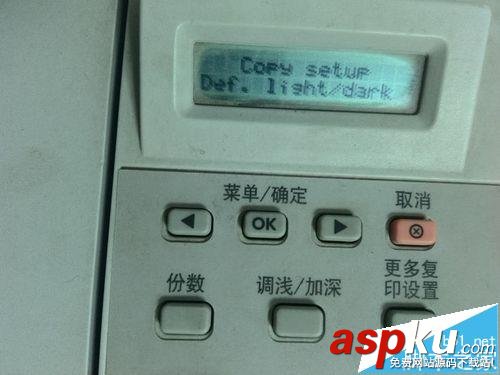 Copy setup
Def. light/dark
菜单/确定
取消
OK
份数
调浅/加深
更多复
印设置
aspku.com
免费网站源码下载站!